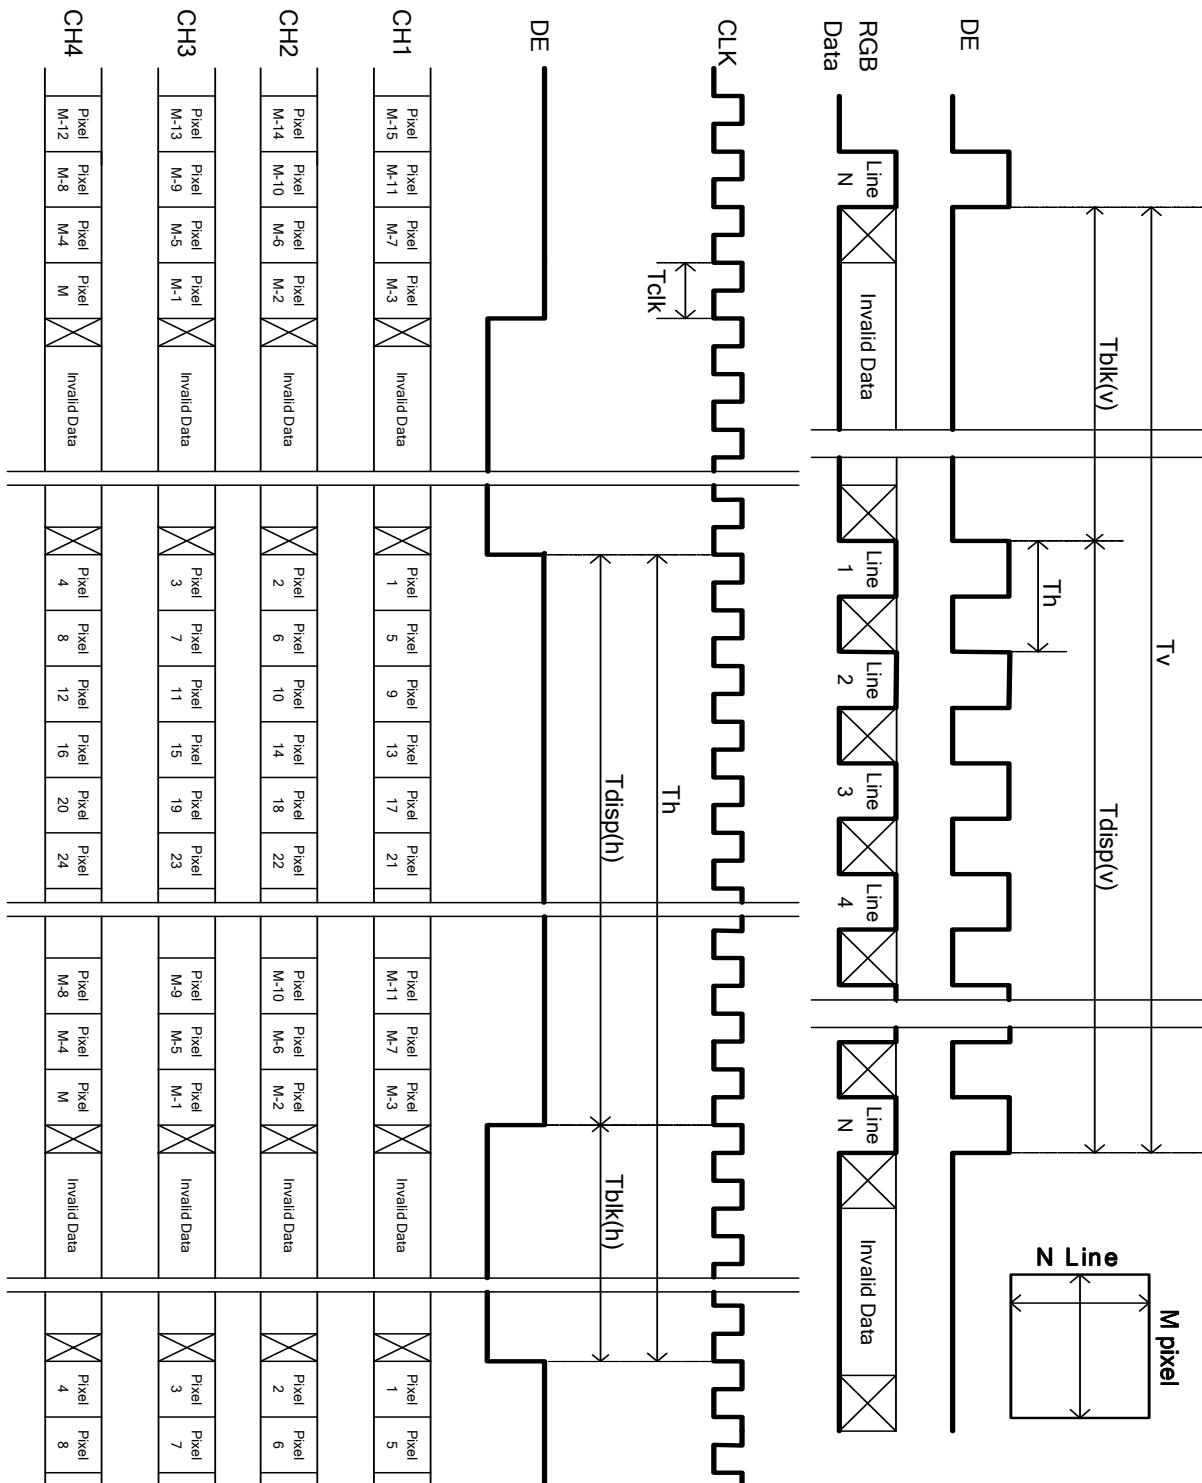 DE
RGB
Data
Line
N
Invalid Data
Line
1
Line
2
Line
3
Line
4
Line
N
Invalid Data
Tv
Tblk(v)
Tdisp(v)
Th
N Line
M pixel
CLK
Tclk
Th
Tdisp(h)
Tblk(h)
DE
CH1
Pixel
M-15
Pixel
M-11
Pixel
M-7
Pixel
M-3
Invalid Data
Pixel
1
Pixel
5
Pixel
9
Pixel
13
Pixel
17
Pixel
21
Pixel
M-11
Pixel
M-7
Pixel
M-3
Invalid Data
Pixel
1
Pixel
5
CH2
Pixel
M-14
Pixel
M-10
Pixel
M-6
Pixel
M-2
Invalid Data
Pixel
2
Pixel
6
Pixel
10
Pixel
14
Pixel
18
Pixel
22
Pixel
M-10
Pixel
M-6
Pixel
M-2
Invalid Data
Pixel
2
Pixel
6
CH3
Pixel
M-13
Pixel
M-9
Pixel
M-5
Pixel
M-1
Invalid Data
Pixel
3
Pixel
7
Pixel
11
Pixel
15
Pixel
19
Pixel
23
Pixel
M-9
Pixel
M-5
Pixel
M-1
Invalid Data
Pixel
3
Pixel
7
CH4
Pixel
M-12
Pixel
M-8
Pixel
M-4
Pixel
M
Invalid Data
Pixel
4
Pixel
8
Pixel
12
Pixel
16
Pixel
20
Pixel
24
Pixel
M-8
Pixel
M-4
Pixel
M
Invalid Data
Pixel
4
Pixel
8